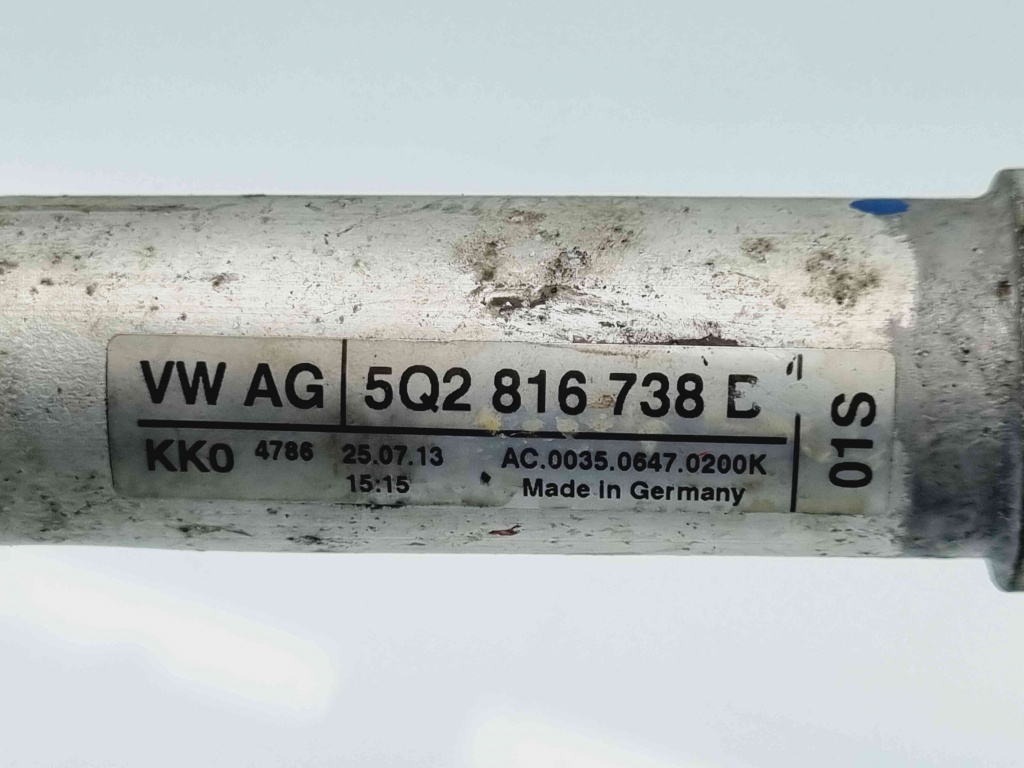 VW AG 5Q2 816 738
KKo 4786 25.07.13 AC.0035.0647.0200K
15:15 Made in Germany
01S